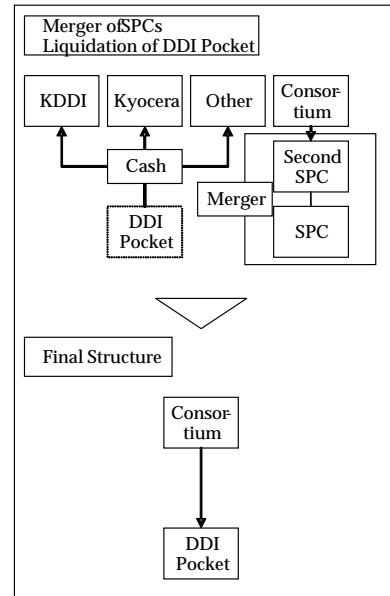 Merger ofSPCs
Liquidation of DDI Pocket
KDDI
Kyocera
Other
Consor-
tium
Cash
Second
SPC
Merger
DDI
Pocket
SPC
Final Structure
Consor-
tium
DDI
Pocket